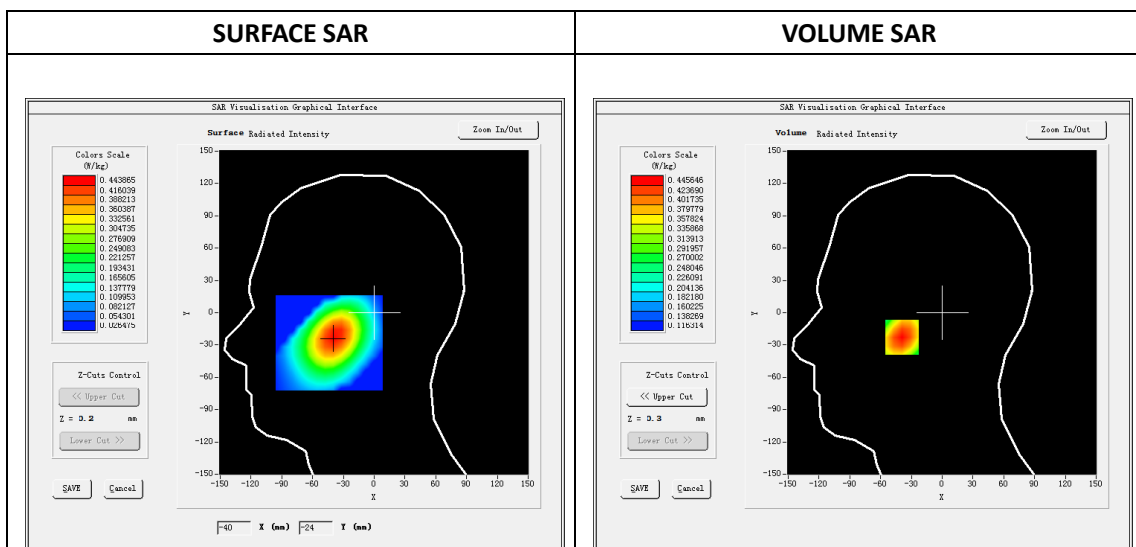 SURFACE SAR
VOLUME SAR
SAR Visualisation Graphical Interface
Surface Radiated Intensity
Zoom In/Out
Colors Scale
(W/kg)
0.443865
0.416039
0.388213
0.360387
0.332561
0.304735
0.276909
0.249083
0.221257
0.193431
0.165605
0.137779
0.109953
0.082127
0.054301
0.026475
150
120
90
60
30
0
-30
-60
-90
-120
-150
Y
-150 -120 -90 -60 -30 0 30 60 90 120 150
X
Z-Cuts Control
<< Upper Cut
Z = 0.2 mm
Lower Cut >>
SAVE Cancel
-40 X (mm) -24 Y (mm)
SAR Visualisation Graphical Interface
Volume Radiated Intensity
Zoom In/Out
Colors Scale
(W/kg)
0.445646
0.423690
0.401735
0.379779
0.357824
0.335868
0.313913
0.291957
0.270002
0.248046
0.226091
0.204136
0.182180
0.160225
0.138269
0.116314
150
120
90
60
30
0
-30
-60
-90
-120
-150
Y
-150 -120 -90 -60 -30 0 30 60 90 120 150
X
Z-Cuts Control
<< Upper Cut
Z = 0.3 mm
Lower Cut >>
SAVE Cancel